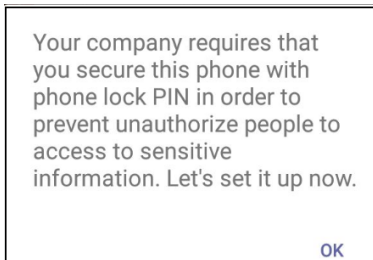 Your company requires that
you secure this phone with
phone lock PIN in order to
prevent unauthorize people to
access to sensitive
information. Let's set it up now.
OK